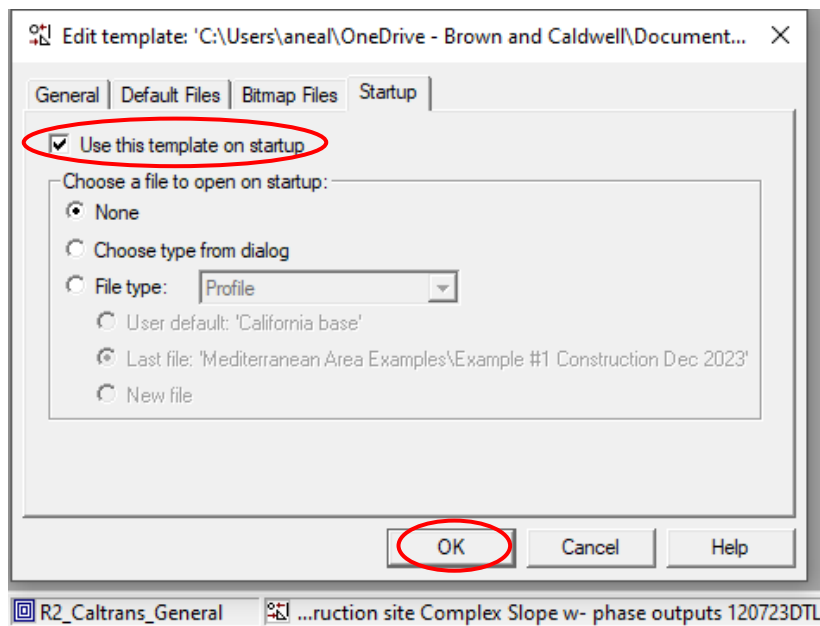 Edit template: 'C:\Users\aneal\OneDrive - Brown and Caldwell\Document...
General Default Files Bitmap Files Startup
Use this template on startup
Choose a file to open on startup:
None
Choose type from dialog
File type: Profile
User default: 'California base'
Last file: 'Mediterranean Area Examples\Example #1 Construction Dec 2023'
New file
OK Cancel Help
R2_Caltrans_General ...ruction site Complex Slope w- phase outputs 120723DTL